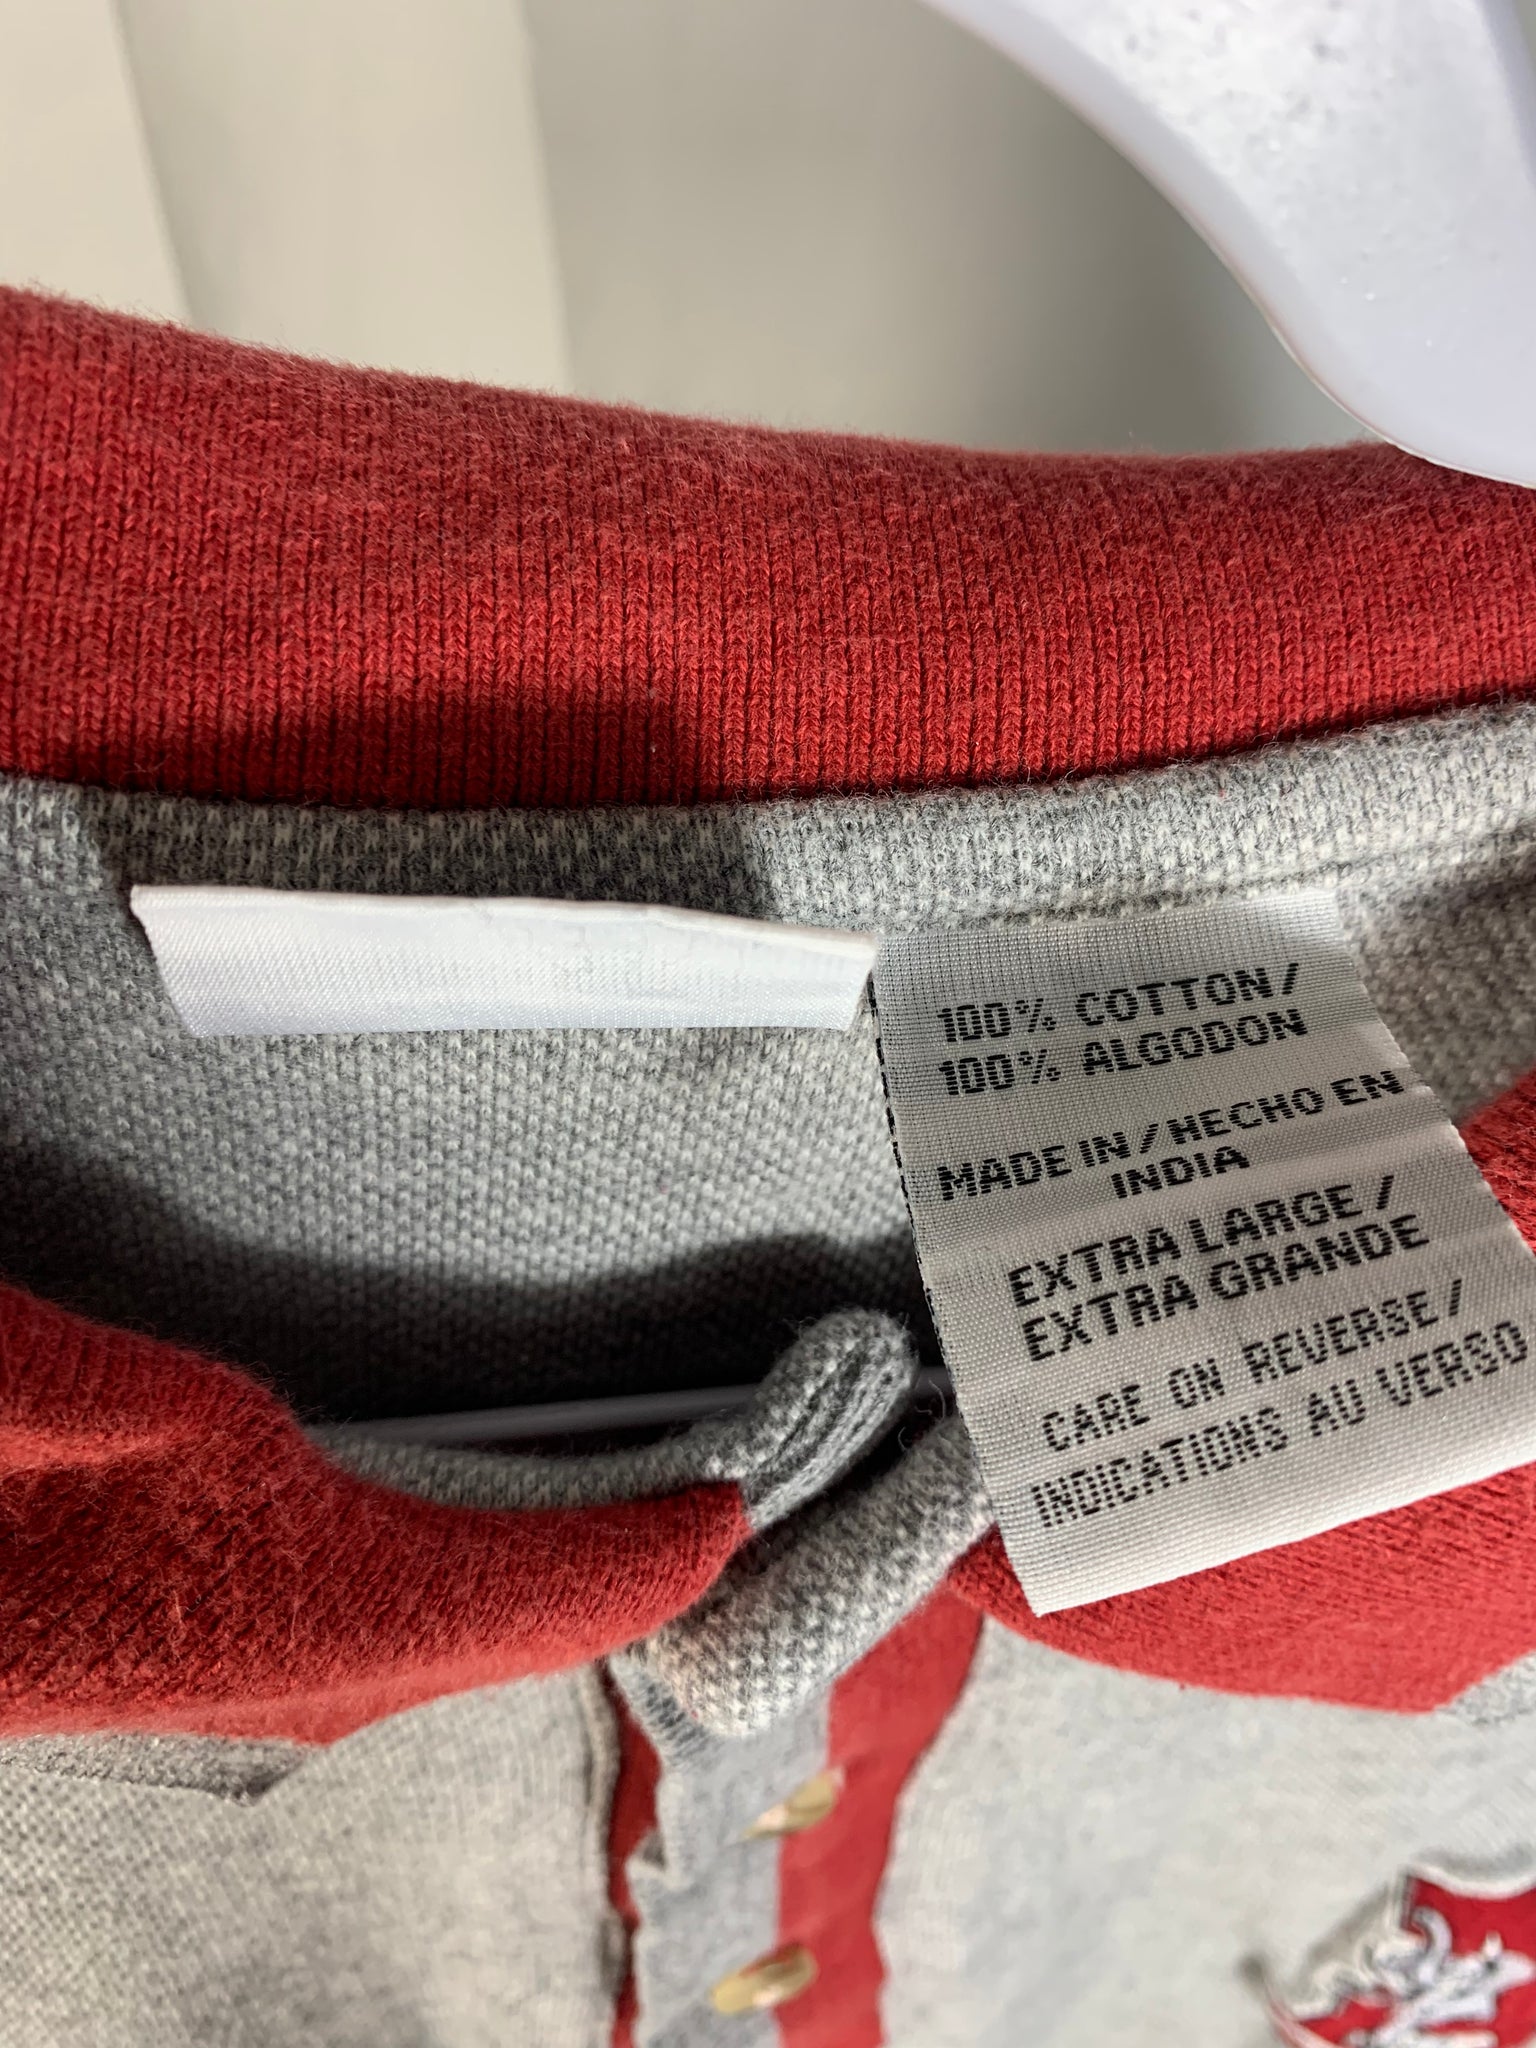 100% COTTON/
100% ALGODON
MADE IN/HECHO EN
INDIA
EXTRA LARGE/
EXTRA GRANDE
CARE ON REVERSE/
INDICATIONS AU VERSO